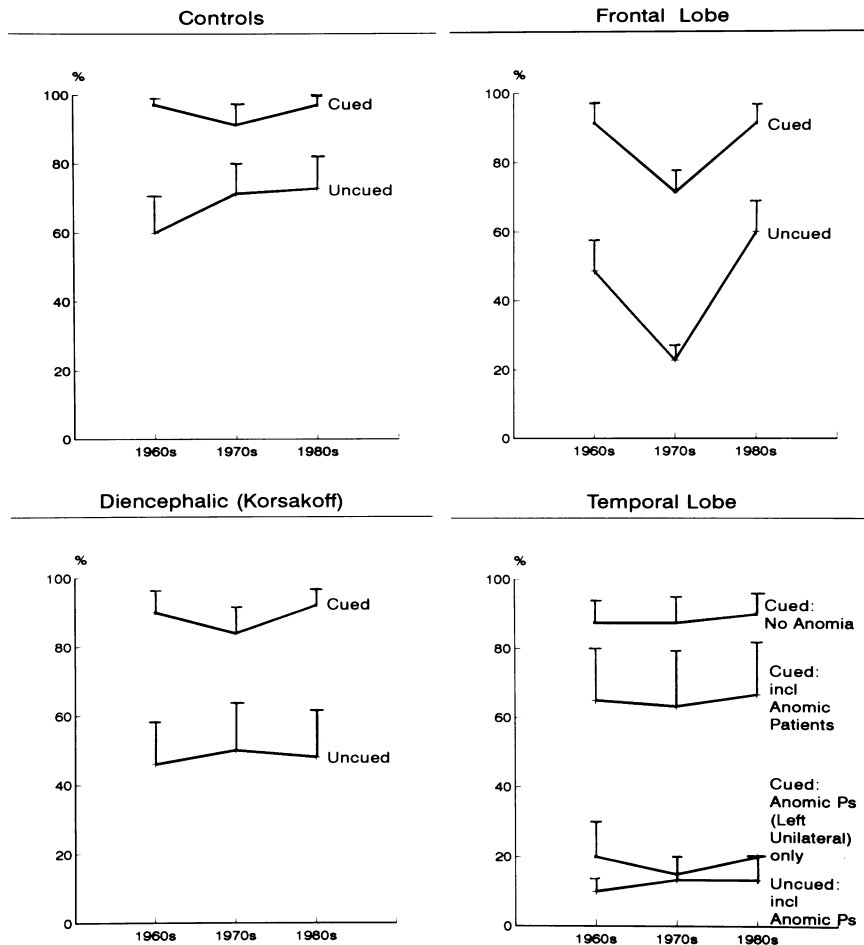 Controls
%
100
80
60
40
20
0
Cued
Uncued
1960s 1970s 1980s
Frontal Lobe
%
100
80
60
40
20
0
Cued
Uncued
1960s 1970s 1980s
Diencephalic (Korsakoff)
%
100
80
60
40
20
0
Cued
Uncued
1960s 1970s 1980s
Temporal Lobe
%
100
80
60
40
20
0
Cued:
No Anomia
Cued:
incl
Anomic
Patients
Cued:
Anomic Ps
(Left
Unilateral)
only
Uncued:
incl
Anomic Ps
1960s 1970s 1980s